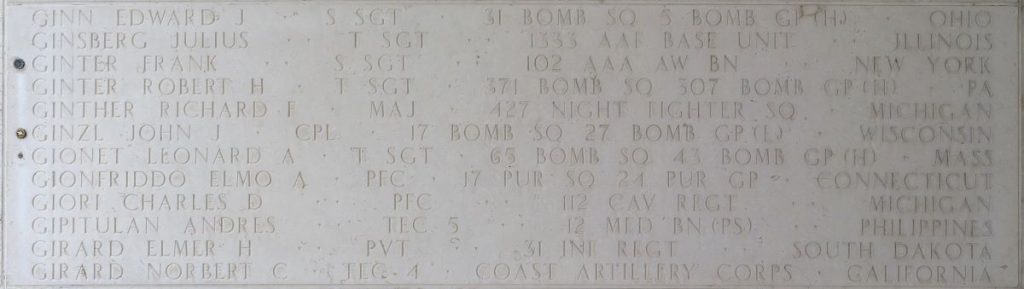 GINN EDWARD J · S SGT · 31 BOMB SQ 5 BOMB GP (H) · OHIO
GINSBERG JULIUS · T SGT · 1333 AAF BASE UNIT · ILLINOIS
GINTER FRANK · S SGT · 102 AAA AW BN · NEW YORK
GINTER ROBERT H · T SGT · 371 BOMB SQ 307 BOMB GP (H) · PA
GINTHER RICHARD F · MAJ · 427 NIGHT FIGHTER SQ · MICHIGAN
GINZL JOHN J · CPL · 17 BOMB SQ 27 BOMB GP (L) · WISCONSIN
GIONET LEONARD A · T SGT · 65 BOMB SQ 43 BOMB GP (H) · MASS
GIONFRIDDO ELMO A · PFC · 17 PUR SQ 24 PUR GP · CONNECTICUT
GIORI CHARLES D · PFC · 112 CAV REGT · MICHIGAN
GIPITULAN ANDRES · TEC 5 · 12 MED BN (PS) · PHILIPPINES
GIRARD ELMER H · PVT · 31 INF REGT · SOUTH DAKOTA
GIRARD NORBERT C · TEC 4 · COAST ARTILLERY CORPS · CALIFORNIA